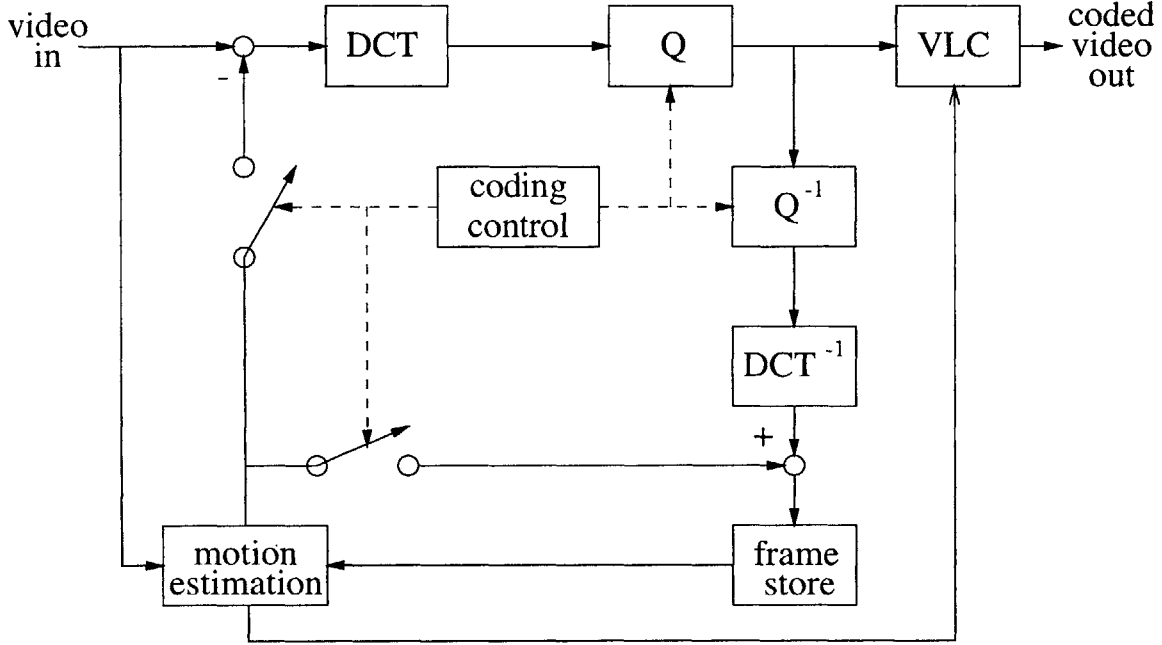 video
in
DCT
Q
VLC
coded
video
out
-
coding
control
Q -1
DCT -1
+
motion
estimation
frame
store